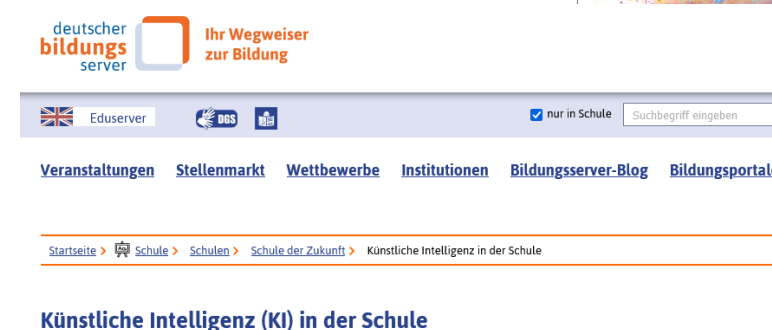 deutscher
bildungs
server
Ihr Wegweiser
zur Bildung
Eduserver
DGS
nur in Schule
Suchbegriff eingeben
Veranstaltungen Stellenmarkt Wettbewerbe Institutionen Bildungsserver-Blog Bildungsportale
Startseite > Schule > Schulen > Schule der Zukunft > Künstliche Intelligenz in der Schule
Künstliche Intelligenz (KI) in der Schule